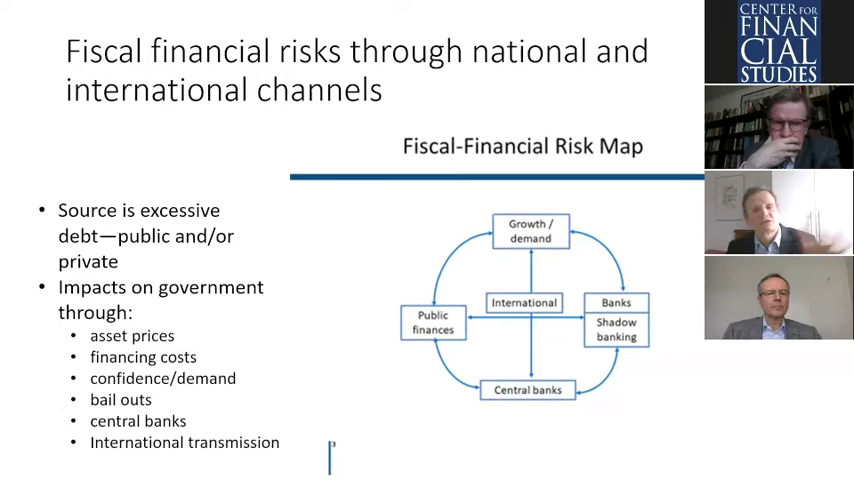 Fiscal financial risks through national and
international channels
Fiscal-Financial Risk Map
• Source is excessive
debt—public and/or
private
• Impacts on government
through:
• asset prices
• financing costs
• confidence/demand
• bail outs
• central banks
• International transmission
Growth /
demand
International
Banks
Public
finances
Shadow
banking
Central banks
3
CENTER FOR
FINAN
CIAL
STUDIES